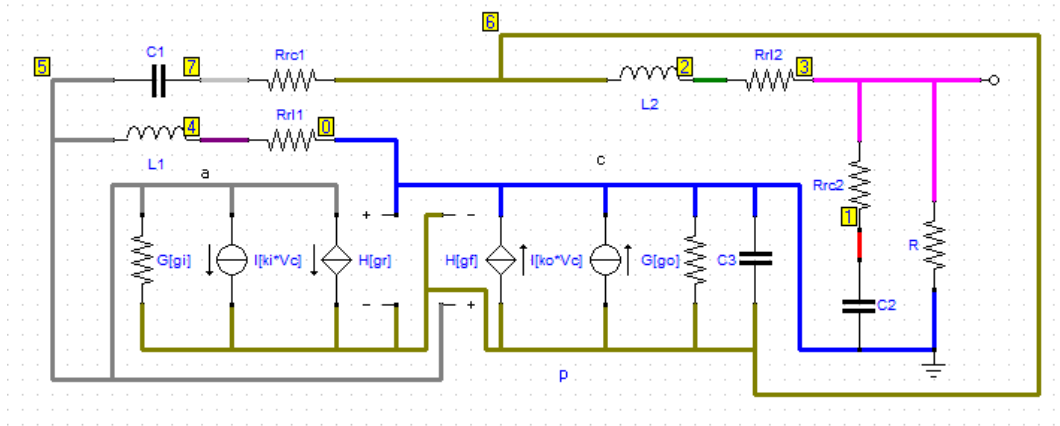 6
5
C1
7
Rrc1
2
Rrl2
3
L2
Rrl1
4
0
L1
a
c
Rrc2
1
+
-
G[gi]
I[ki*Vc]
H[gr]
H[gf]
I[ko*Vc]
G[go]
C3
R
-
+
C2
p